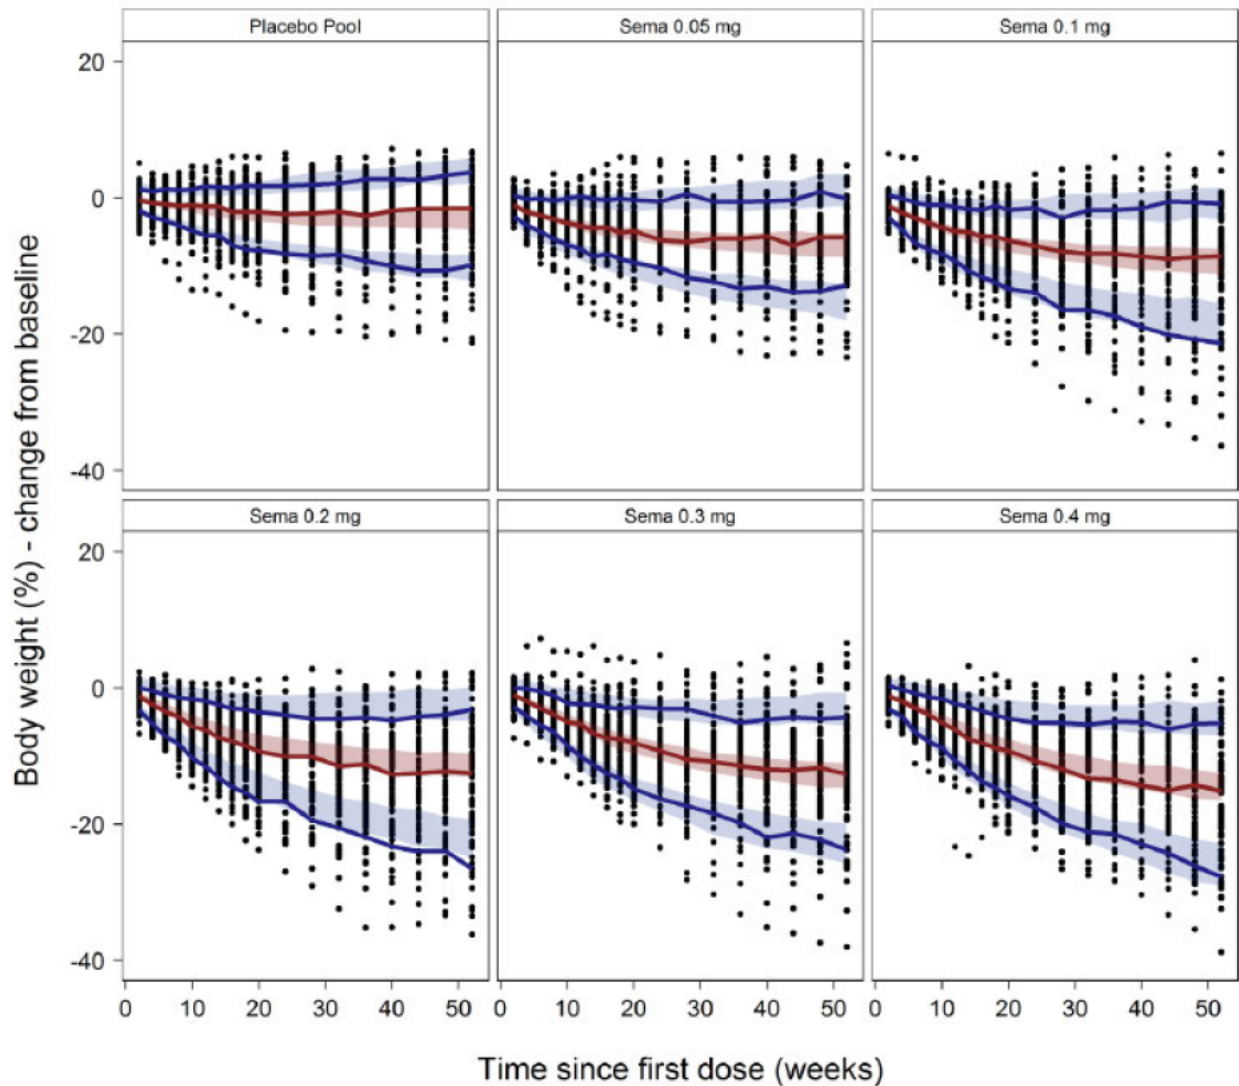 Placebo Pool
Sema 0.05 mg
Sema 0.1 mg
20
0
-20
-40
Sema 0.2 mg
Sema 0.3 mg
Sema 0.4 mg
20
0
-20
-40
0 10 20 30 40 50
0 10 20 30 40 50
0 10 20 30 40 50
Body weight (%) - change from baseline
Time since first dose (weeks)